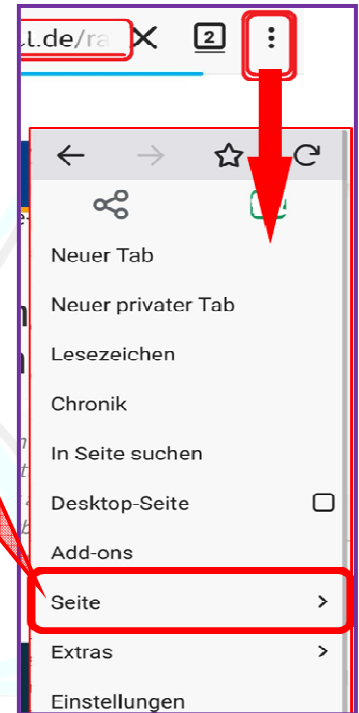 .de/ra
2
Neuer Tab
Neuer privater Tab
Lesezeichen
Chronik
In Seite suchen
Desktop-Seite
Add-ons
Seite
Extras
Einstellungen